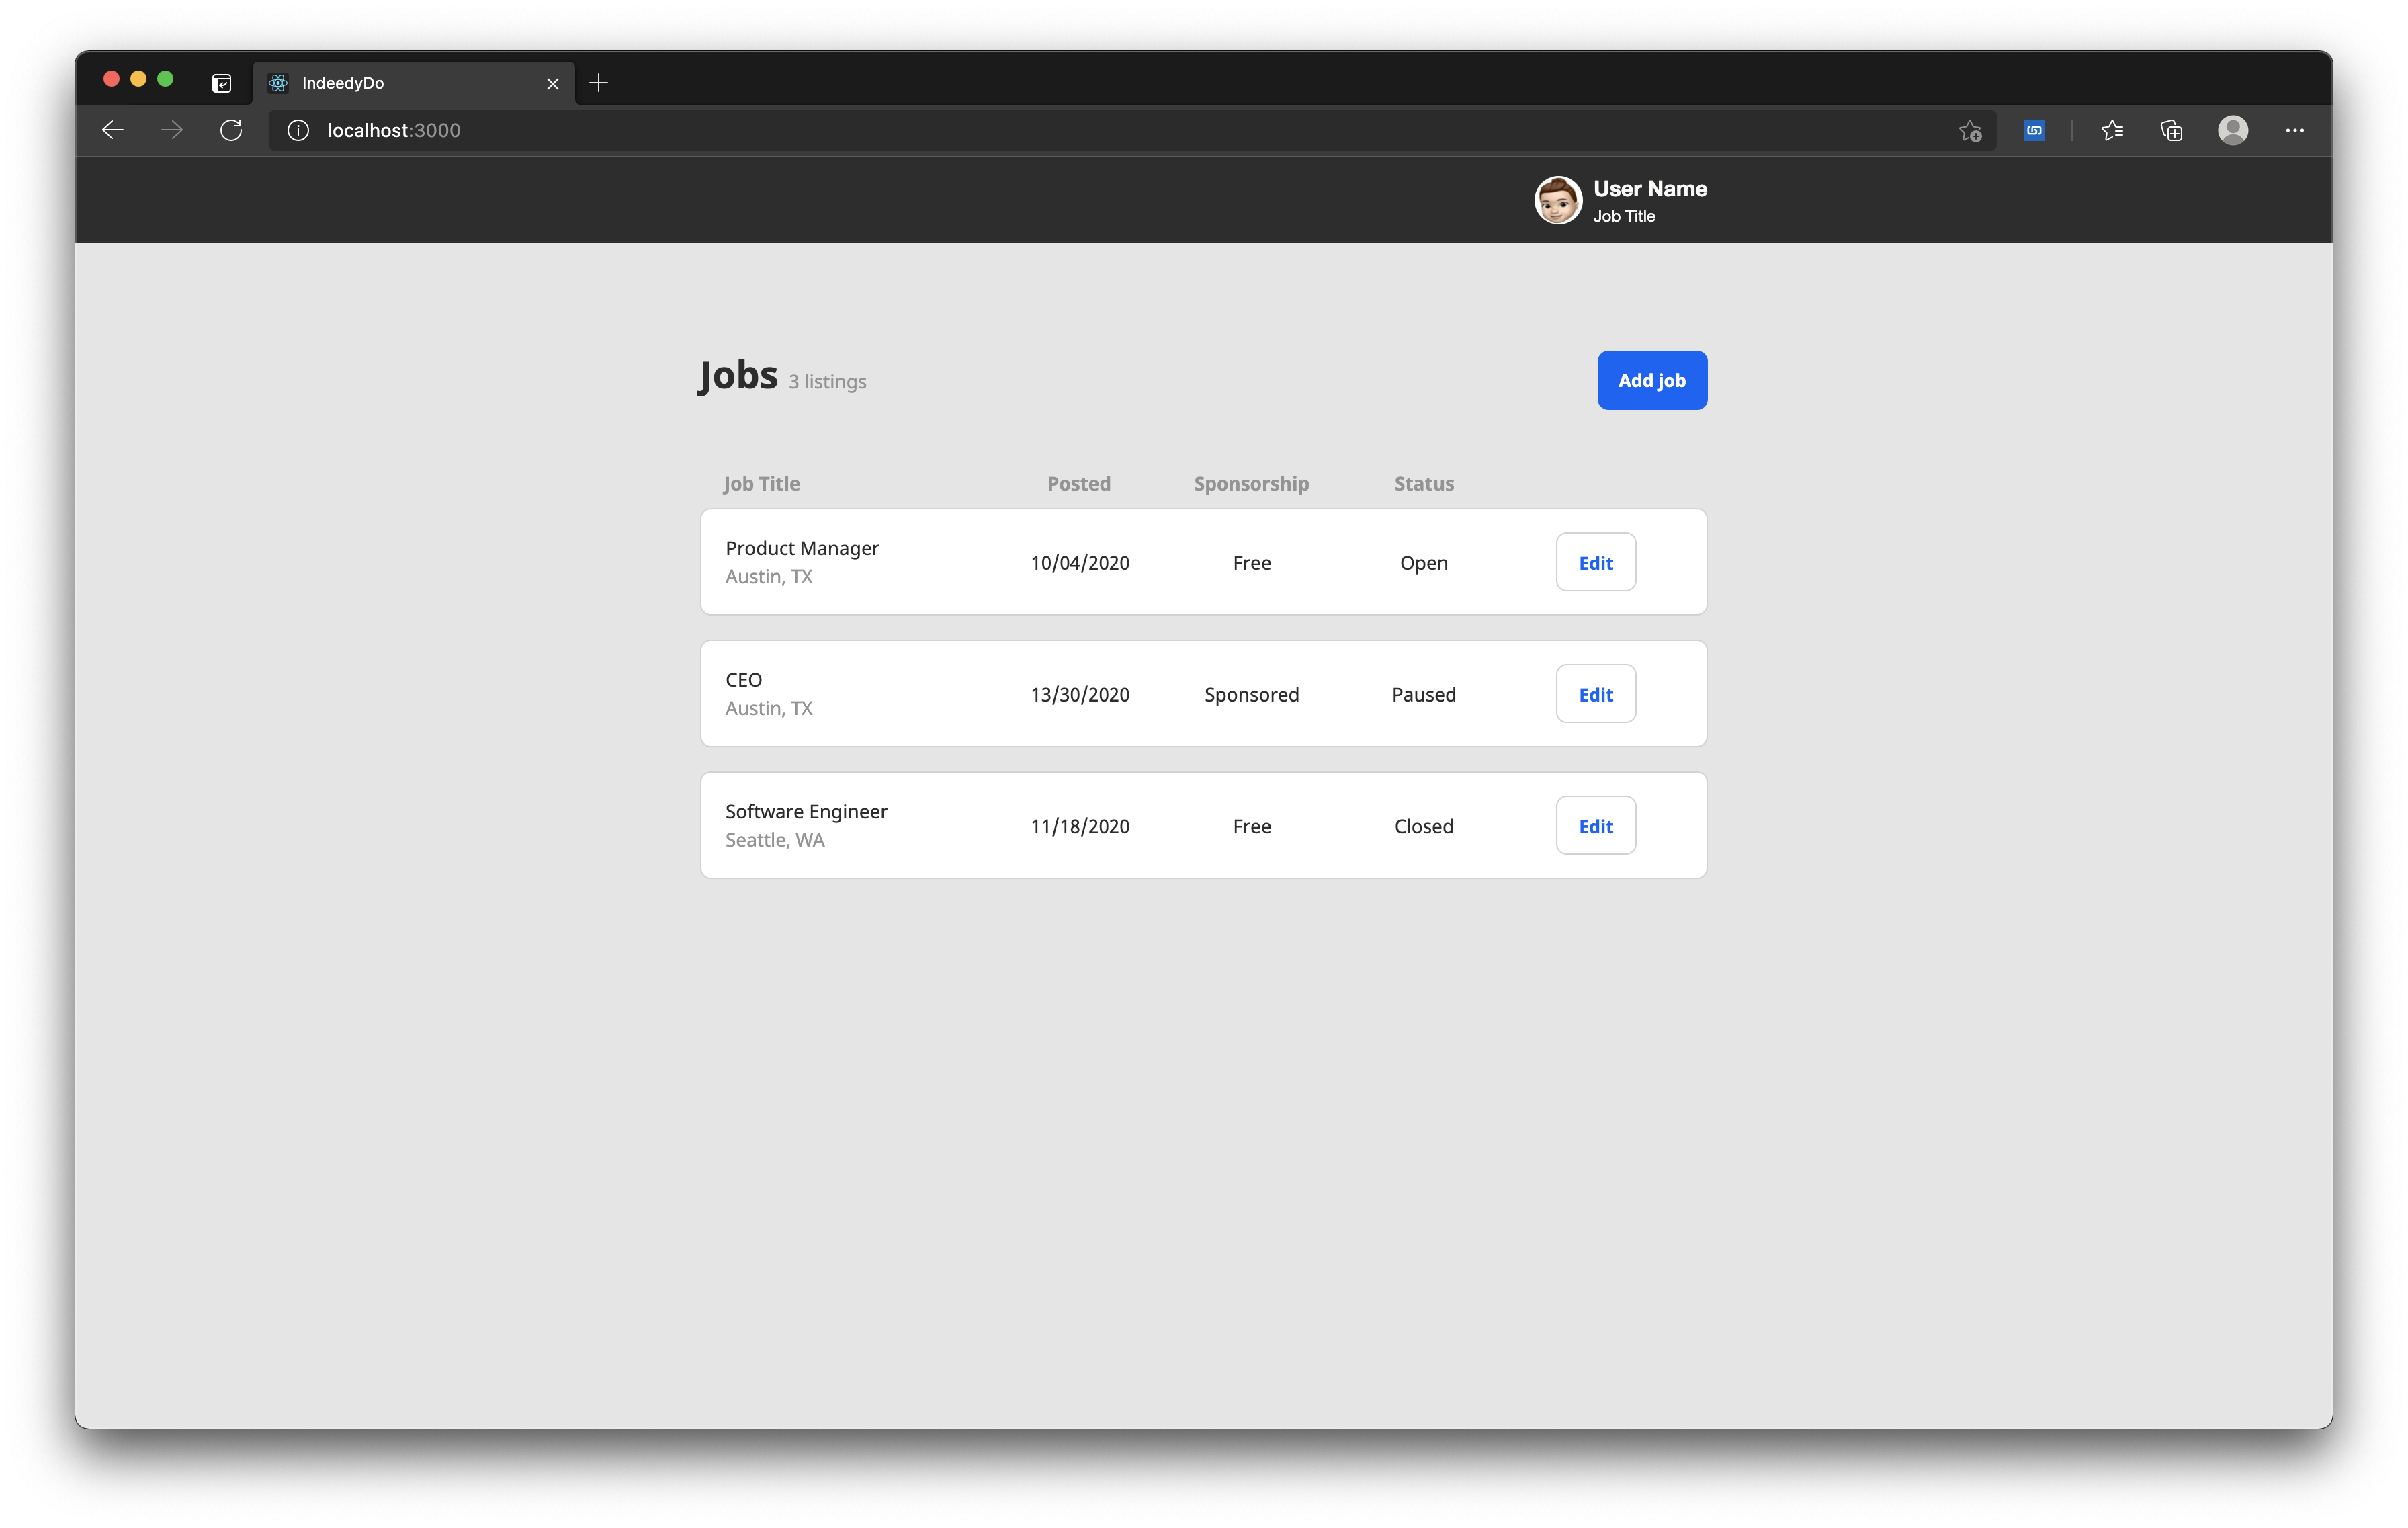 IndeedyDo
localhost:3000
User Name
Job Title
Jobs 3 listings
Add job
Job Title Posted Sponsorship Status
Product Manager
Austin, TX
10/04/2020 Free Open Edit
CEO
Austin, TX
13/30/2020 Sponsored Paused Edit
Software Engineer
Seattle, WA
11/18/2020 Free Closed Edit